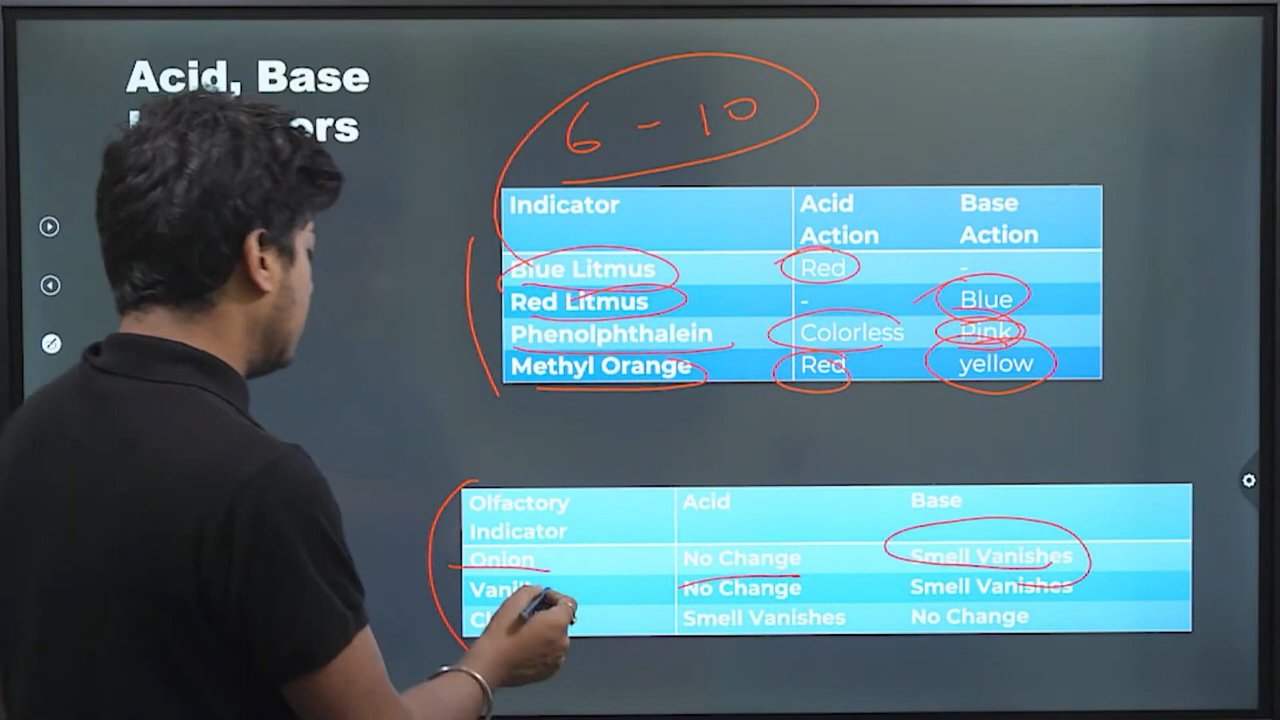 Acid, Base
ors
6 - 10
Indicator Acid Action Base Action
Blue Litmus Red -
Red Litmus - Blue
Phenolphthalein Colorless Pink
Methyl Orange Red yellow
Olfactory Indicator Acid Base
Onion No Change Smell Vanishes
No Change Smell Vanishes
Smell Vanishes No Change